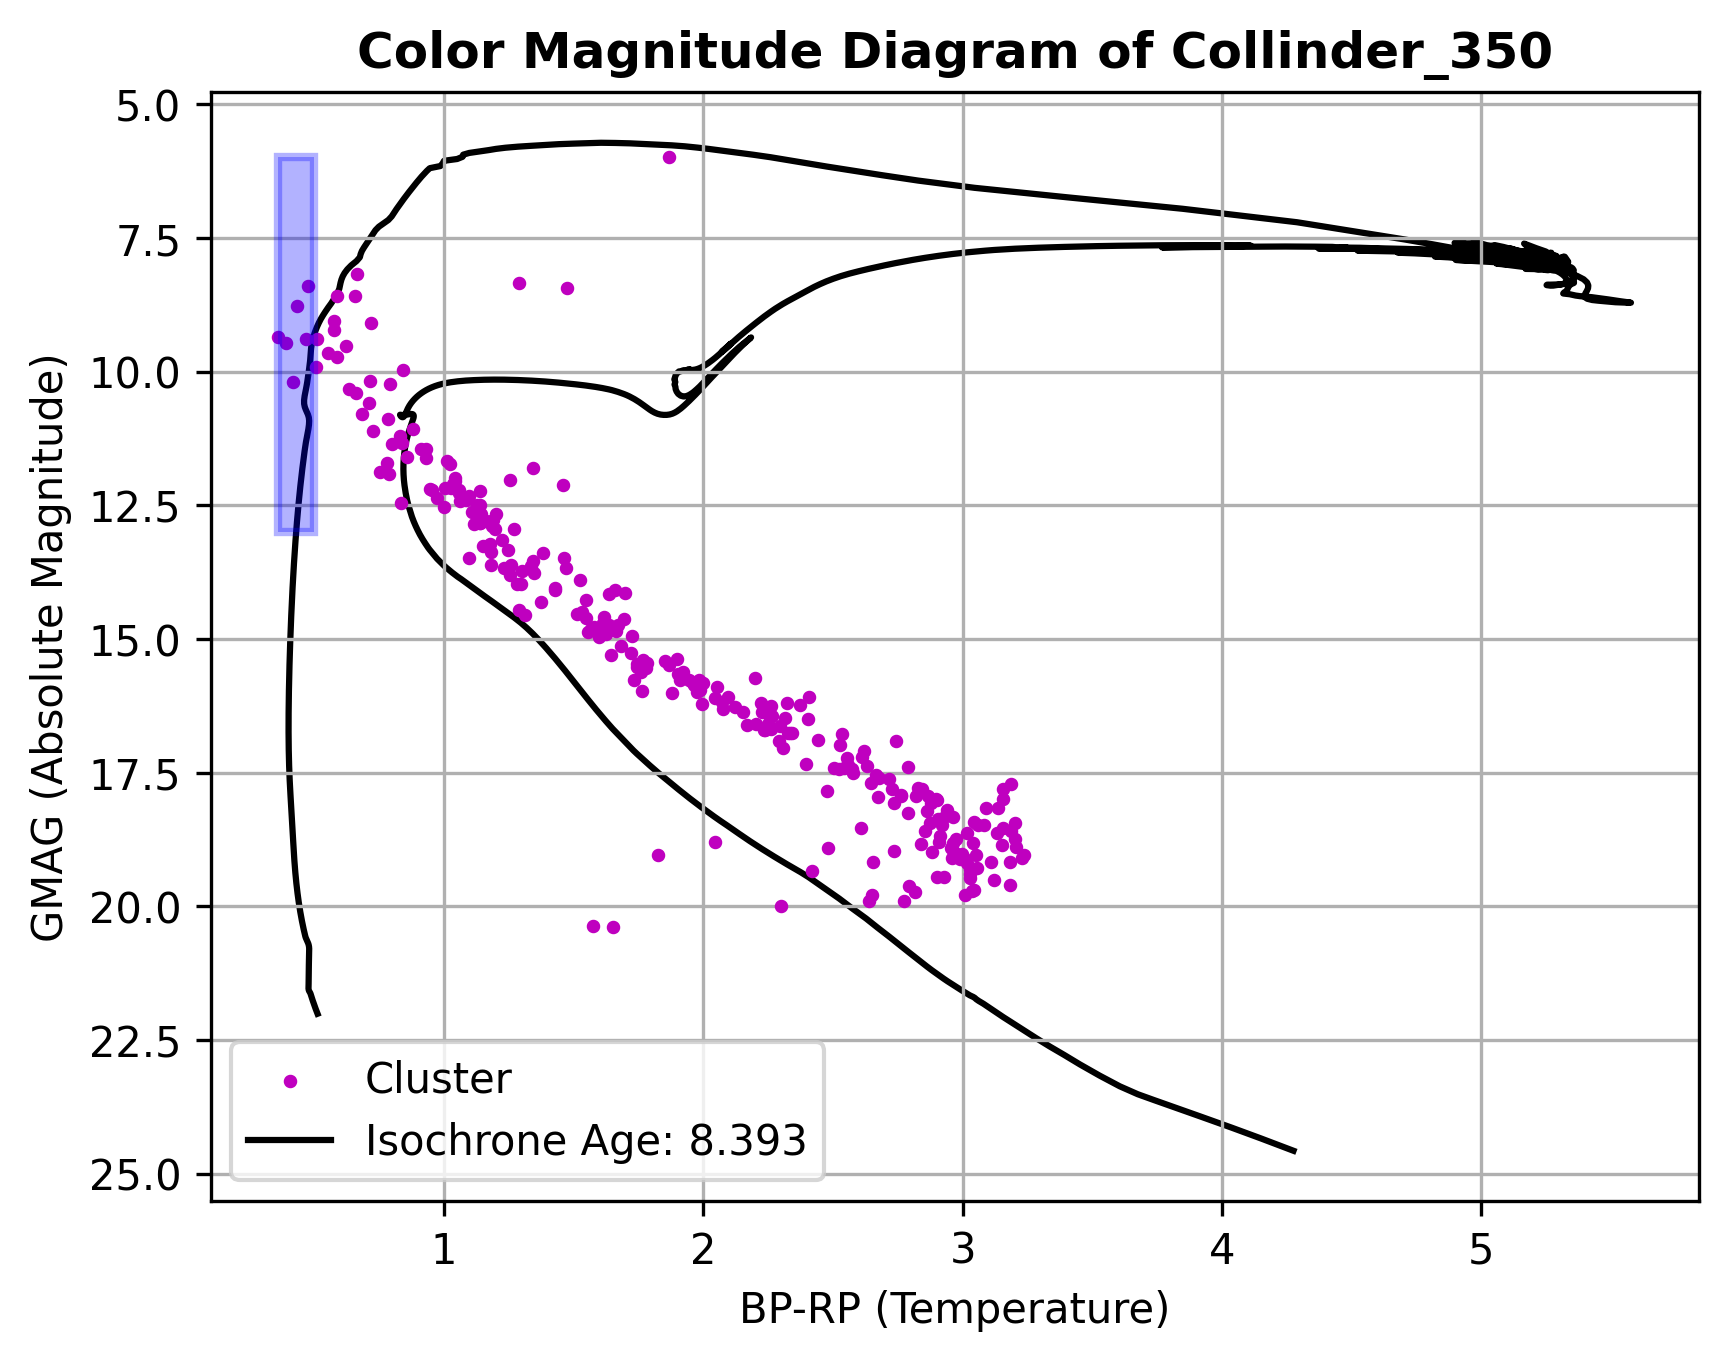 Color Magnitude Diagram of Collinder_350
5.0
7.5
10.0
12.5
15.0
17.5
20.0
22.5
25.0
GMAG (Absolute Magnitude)
Cluster
Isochrone Age: 8.393
1
2
3
4
5
BP-RP (Temperature)